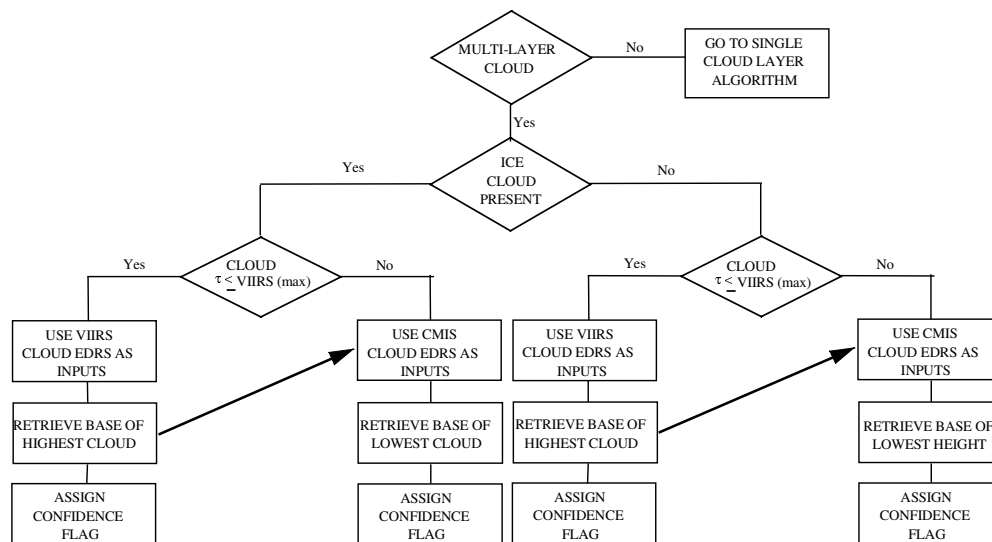 MULTI-LAYER
CLOUD
No
GO TO SINGLE
CLOUD LAYER
ALGORITHM
Yes
Yes
ICE
CLOUD
PRESENT
No
Yes
CLOUD
τ ≤ VIIRS (max)
No
Yes
CLOUD
τ ≤ VIIRS (max)
No
USE VIIRS
CLOUD EDRS AS
INPUTS
USE CMIS
CLOUD EDRS AS
INPUTS
USE VIIRS
CLOUD EDRS AS
INPUTS
USE CMIS
CLOUD EDRS AS
INPUTS
RETRIEVE BASE OF
HIGHEST CLOUD
RETRIEVE BASE OF
LOWEST CLOUD
RETRIEVE BASE OF
HIGHEST CLOUD
RETRIEVE BASE OF
LOWEST HEIGHT
ASSIGN
CONFIDENCE
FLAG
ASSIGN
CONFIDENCE
FLAG
ASSIGN
CONFIDENCE
FLAG
ASSIGN
CONFIDENCE
FLAG